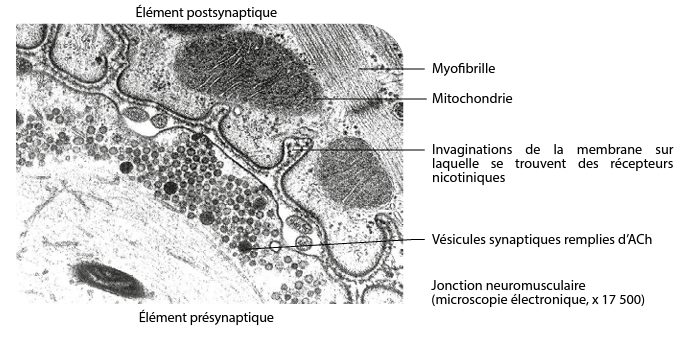 Élément postsynaptique
Myofibrille
Mitochondrie
Invaginations de la membrane sur
laquelle se trouvent des récepteurs
nicotiniques
Vésicules synaptiques remplies d’ACh
Jonction neuromusculaire
(microscopie électronique, x 17 500)
Élément présynaptique